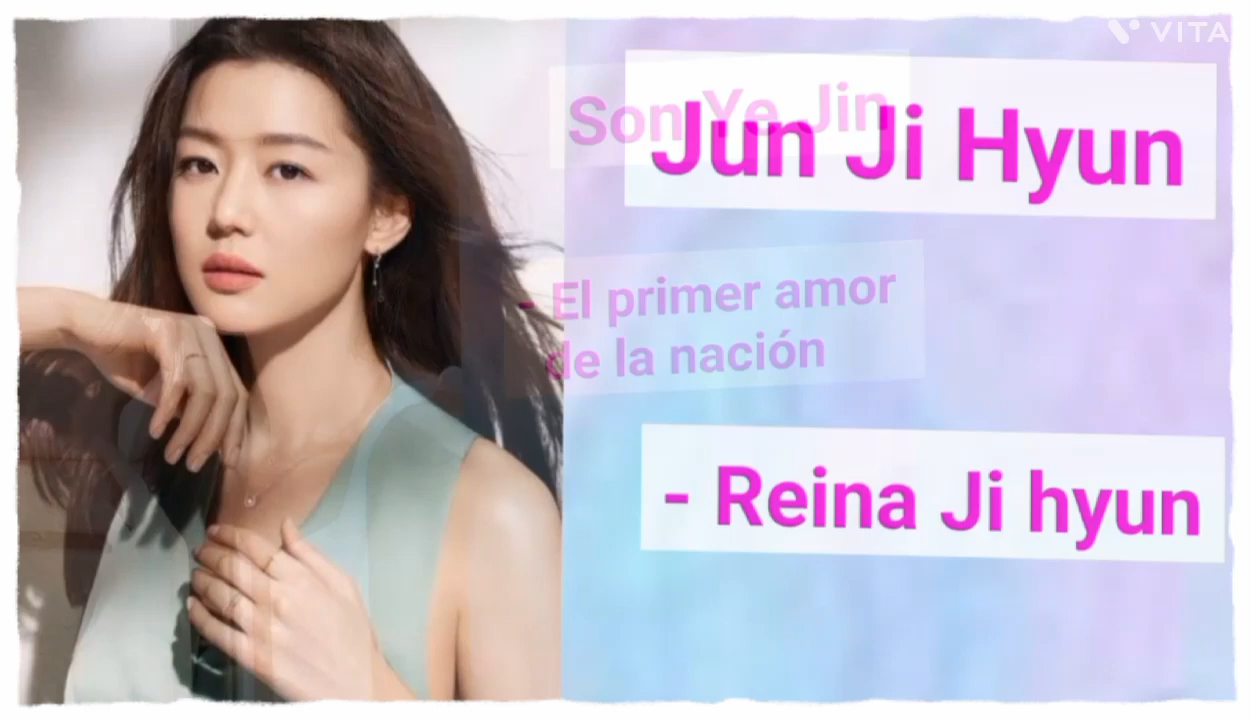 VITA
Son Ye Jin
Jun Ji Hyun
- El primer amor
de la nación
- Reina Ji hyun